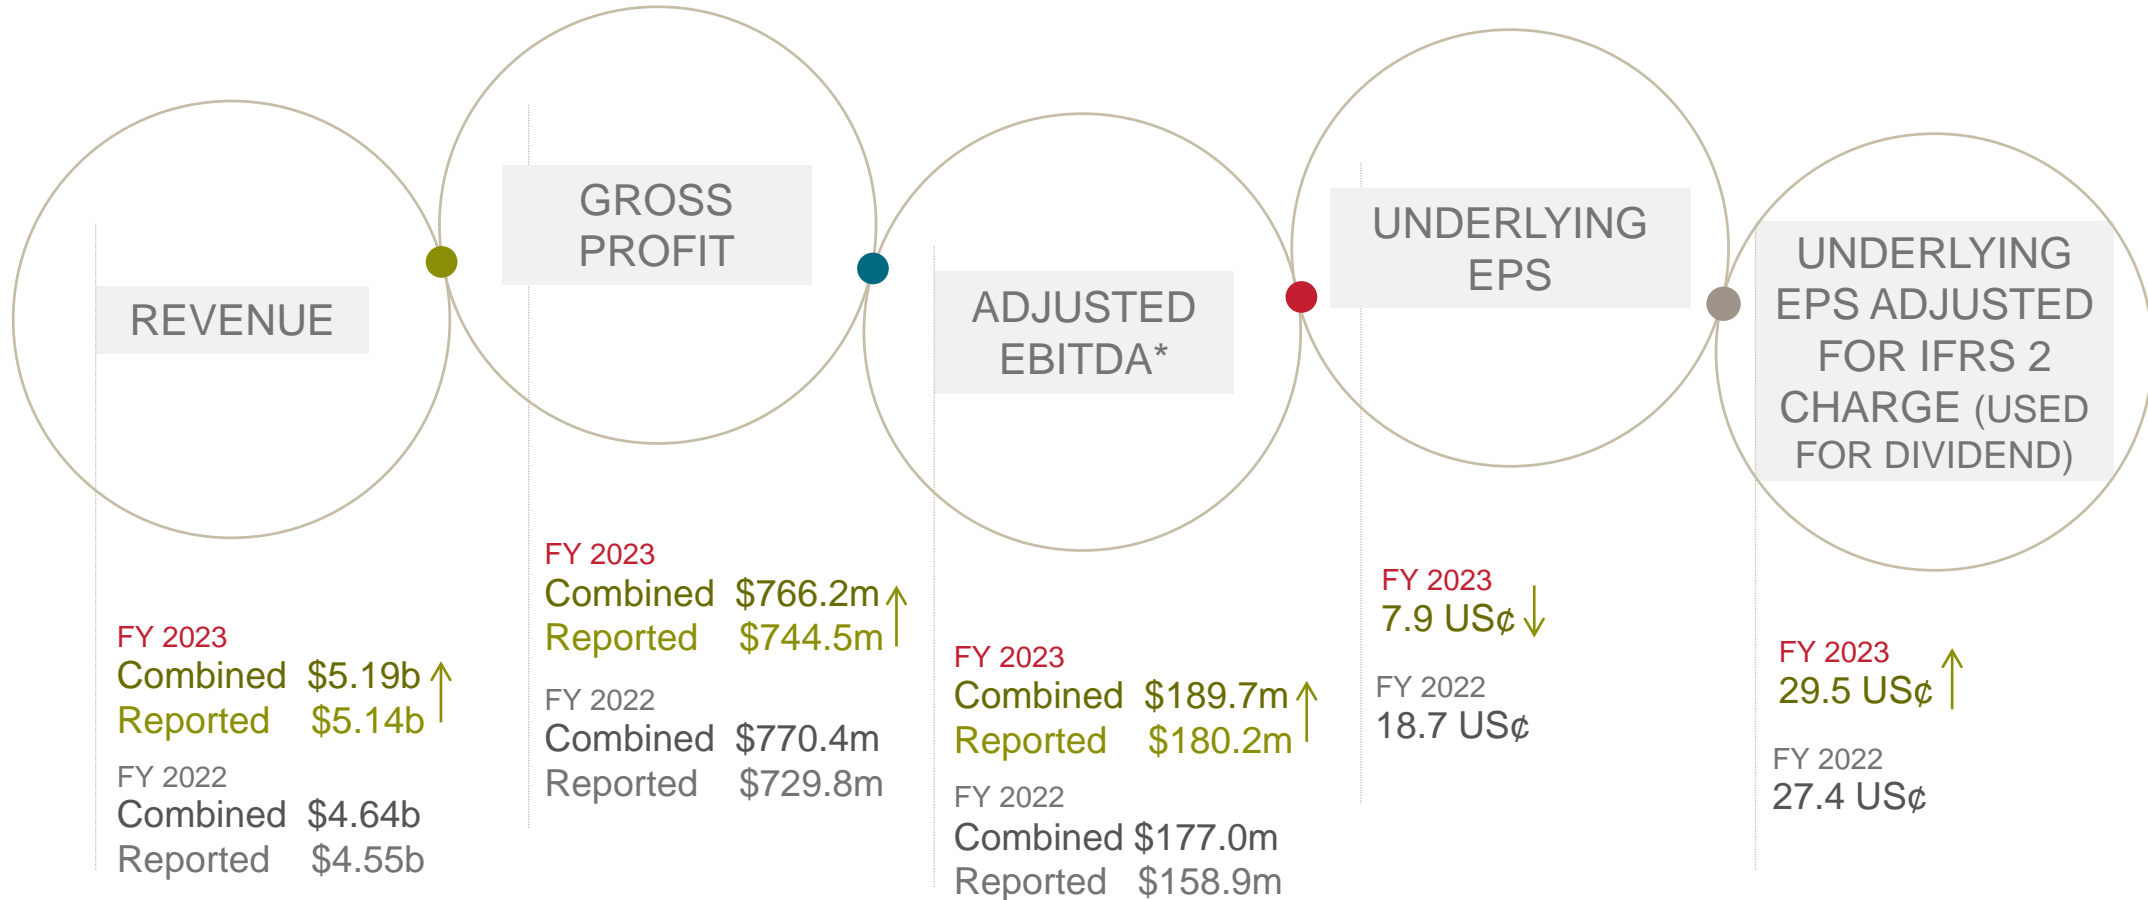 REVENUE
FY 2023
Combined $5.19b
Reported $5.14b
FY 2022
Combined $4.64b
Reported $4.55b
GROSS
PROFIT
FY 2023
Combined $766.2m
Reported $744.5m
FY 2022
Combined $770.4m
Reported $729.8m
ADJUSTED
EBITDA*
FY 2023
Combined $189.7m
Reported $180.2m
FY 2022
Combined $177.0m
Reported $158.9m
UNDERLYING
EPS
FY 2023
7.9 US¢
FY 2022
18.7 US¢
UNDERLYING
EPS ADJUSTED
FOR IFRS 2
CHARGE (USED
FOR DIVIDEND)
FY 2023
29.5 US¢
FY 2022
27.4 US¢